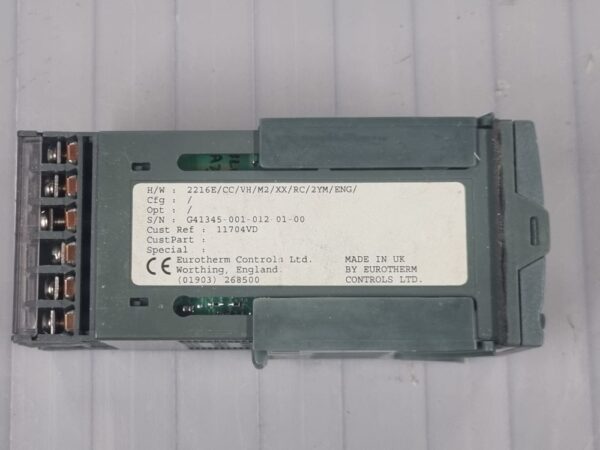 H/W : 2216E/CC/VH/M2/XX/RC/2YM/ENG/
Cfg : /
Opt : /
S/N : G41345-001-012-01-00
Cust Ref : 11704VD
CustPart :
Special :
CE Eurotherm Controls Ltd. MADE IN UK
Worthing, England. BY EUROTHERM
(01903) 268500 CONTROLS LTD.